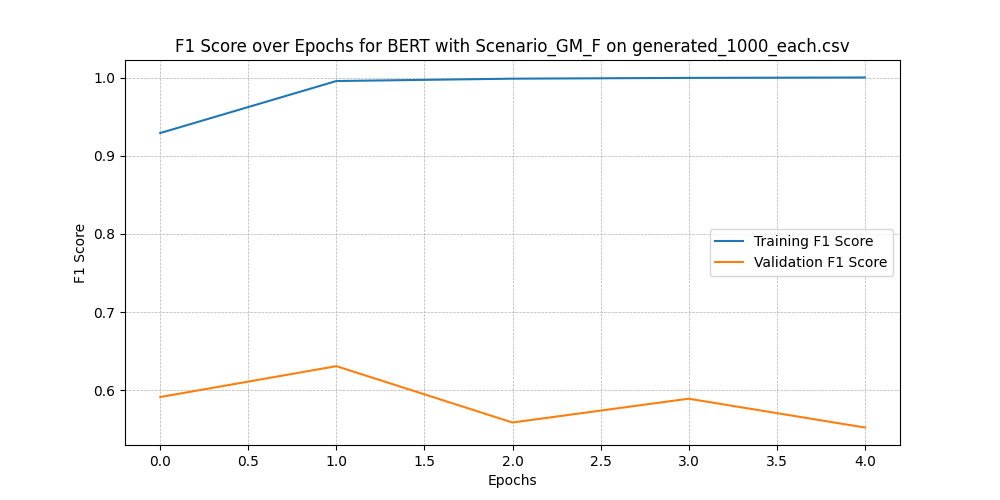 F1 Score over Epochs for BERT with Scenario_GM_F on generated_1000_each.csv
1.0
0.9
0.8
0.7
0.6
F1 Score
Training F1 Score
Validation F1 Score
0.0 0.5 1.0 1.5 2.0 2.5 3.0 3.5 4.0
Epochs